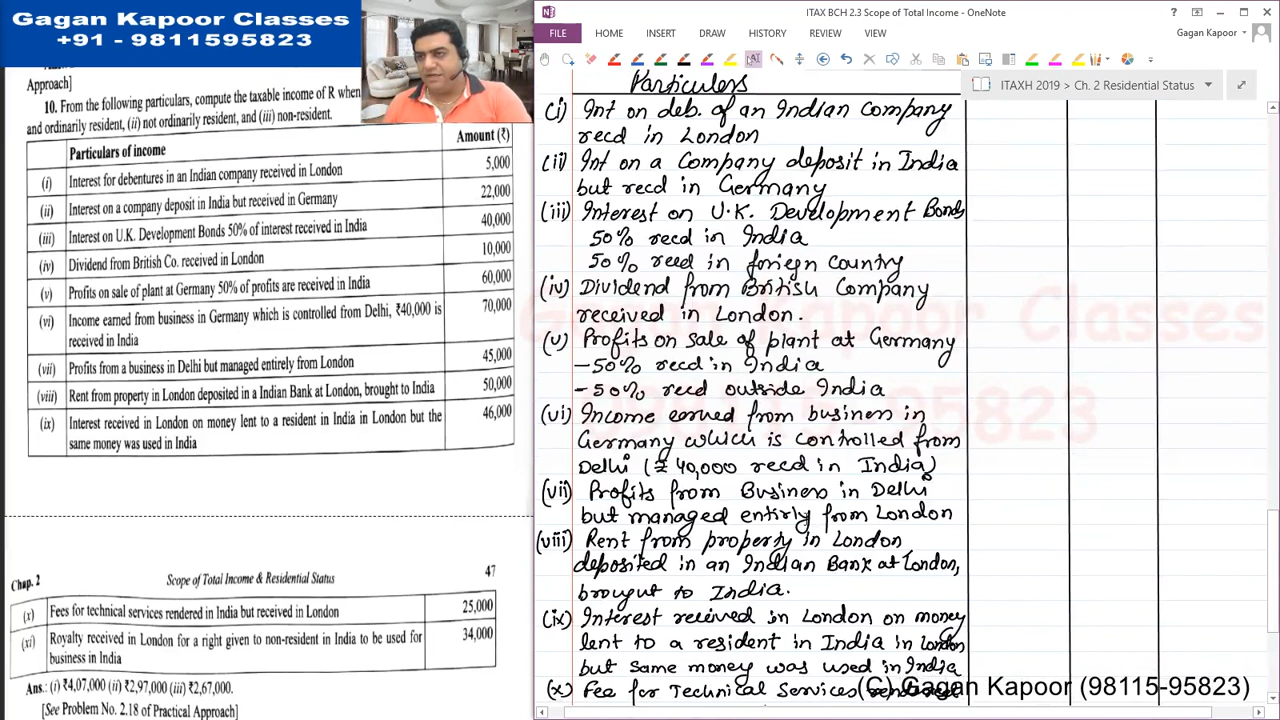 Gagan Kapoor Classes
+91 - 9811595823
Approach]
10. From the following particulars, compute the taxable income of R when
and ordinarily resident, (ii) not ordinarily resident, and (iii) non-resident.
Particulars of income Amount (₹)
(i) Interest for debentures in an Indian company received in London 5,000
(ii) Interest on a company deposit in India but received in Germany 22,000
(iii) Interest on U.K. Development Bonds 50% of interest received in India 40,000
(iv) Dividend from British Co. received in London 10,000
(v) Profits on sale of plant at Germany 50% of profits are received in India 60,000
(vi) Income earned from business in Germany which is controlled from Delhi, ₹40,000 is 70,000
received in India
(vii) Profits from a business in Delhi but managed entirely from London 45,000
(viii) Rent from property in London deposited in a Indian Bank at London, brought to India 50,000
(ix) Interest received in London on money lent to a resident in India in London but the 46,000
same money was used in India
Chap. 2 Scope of Total Income & Residential Status 47
(x) Fees for technical services rendered in India but received in London 25,000
(xi) Royalty received in London for a right given to non-resident in India to be used for 34,000
business in India
Ans.: (i) ₹4,07,000 (ii) ₹2,97,000 (iii) ₹2,67,000.
[See Problem No. 2.18 of Practical Approach]
ITAX BCH 2.3 Scope of Total Income - OneNote
FILE HOME INSERT DRAW HISTORY REVIEW VIEW
Gagan Kapoor
ITAXH 2019 > Ch. 2 Residential Status
Particulers
(i) Int on deb. of an Indian Company
recd in London
(ii) Int on a Company deposit in India
but recd in Germany
(iii) Interest on U.K. Development Bonds
50% recd in India
50% recd in foriegn country
(iv) Dividend from British Company
received in London.
(v) Profits on sale of plant at Germany
- 50% recd in India
- 50% recd outside India
(vi) Income earned from business in
Germany which is controlled from
Delhi (₹ 40,000 recd in India)
(vii) Profits from Business in Delhi
but managed entirly from London
(viii) Rent from property in London
deposited in an Indian Bank at London,
brought to India.
(ix) Interest received in London on money
lent to a resident in India in London
but same money was used in India
(x) Fee for Technical Services
(C) Gagan Kapoor (98115-95823)
Gagan Kapoor Classes